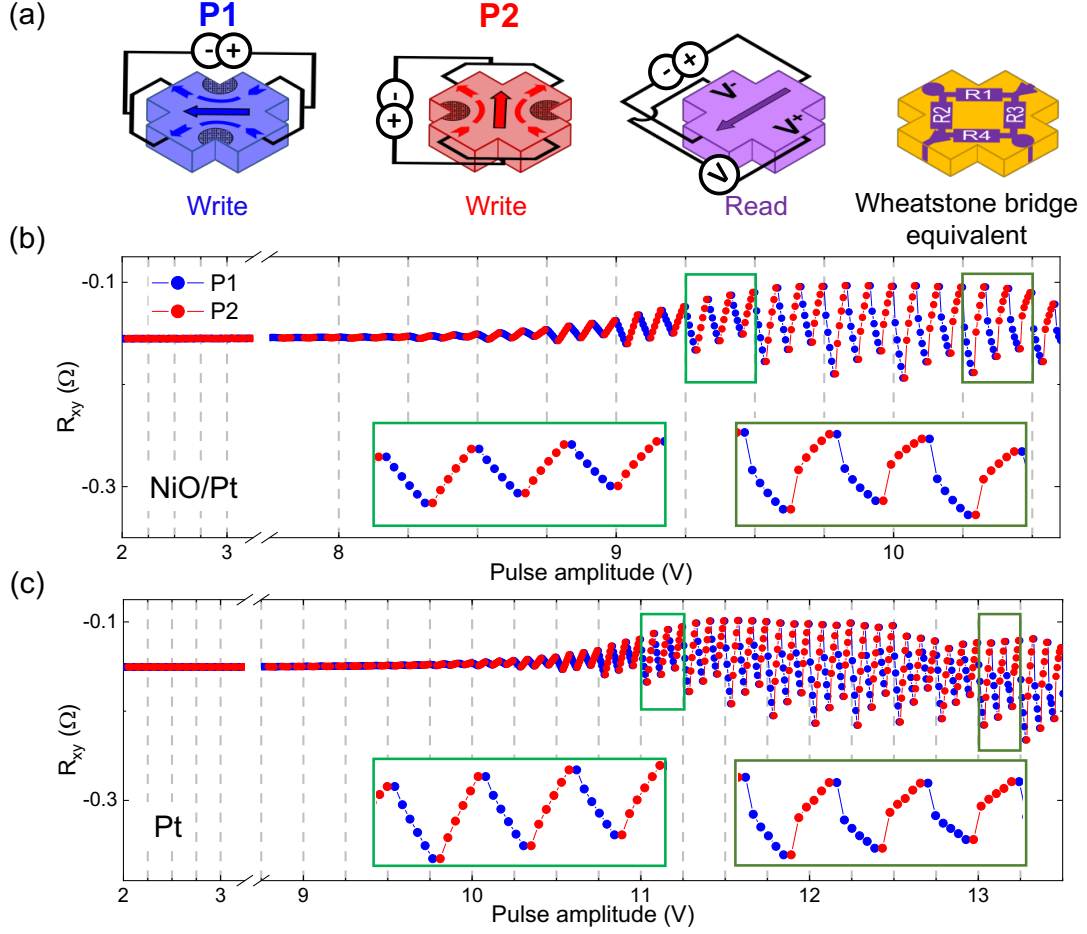 (a)
P1
P2
- +
-
+
- +
V-
V+
V
R1
R2
R3
R4
Write
Write
Read
Wheatstone bridge
equivalent
(b)
P1
P2
-0.1
-0.3
Rxy (Ω)
NiO/Pt
2 3 8 9 10
Pulse amplitude (V)
(c)
-0.1
-0.3
Rxy (Ω)
Pt
2 3 9 10 11 12 13
Pulse amplitude (V)